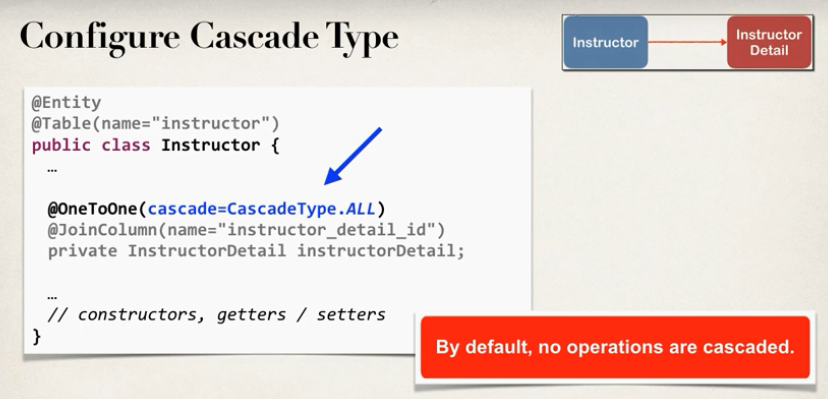 Configure Cascade Type
Instructor
Instructor
Detail
@Entity
@Table(name="instructor")
public class Instructor {
…
@OneToOne(cascade=CascadeType.ALL)
@JoinColumn(name="instructor_detail_id")
private InstructorDetail instructorDetail;
…
// constructors, getters / setters
}
By default, no operations are cascaded.